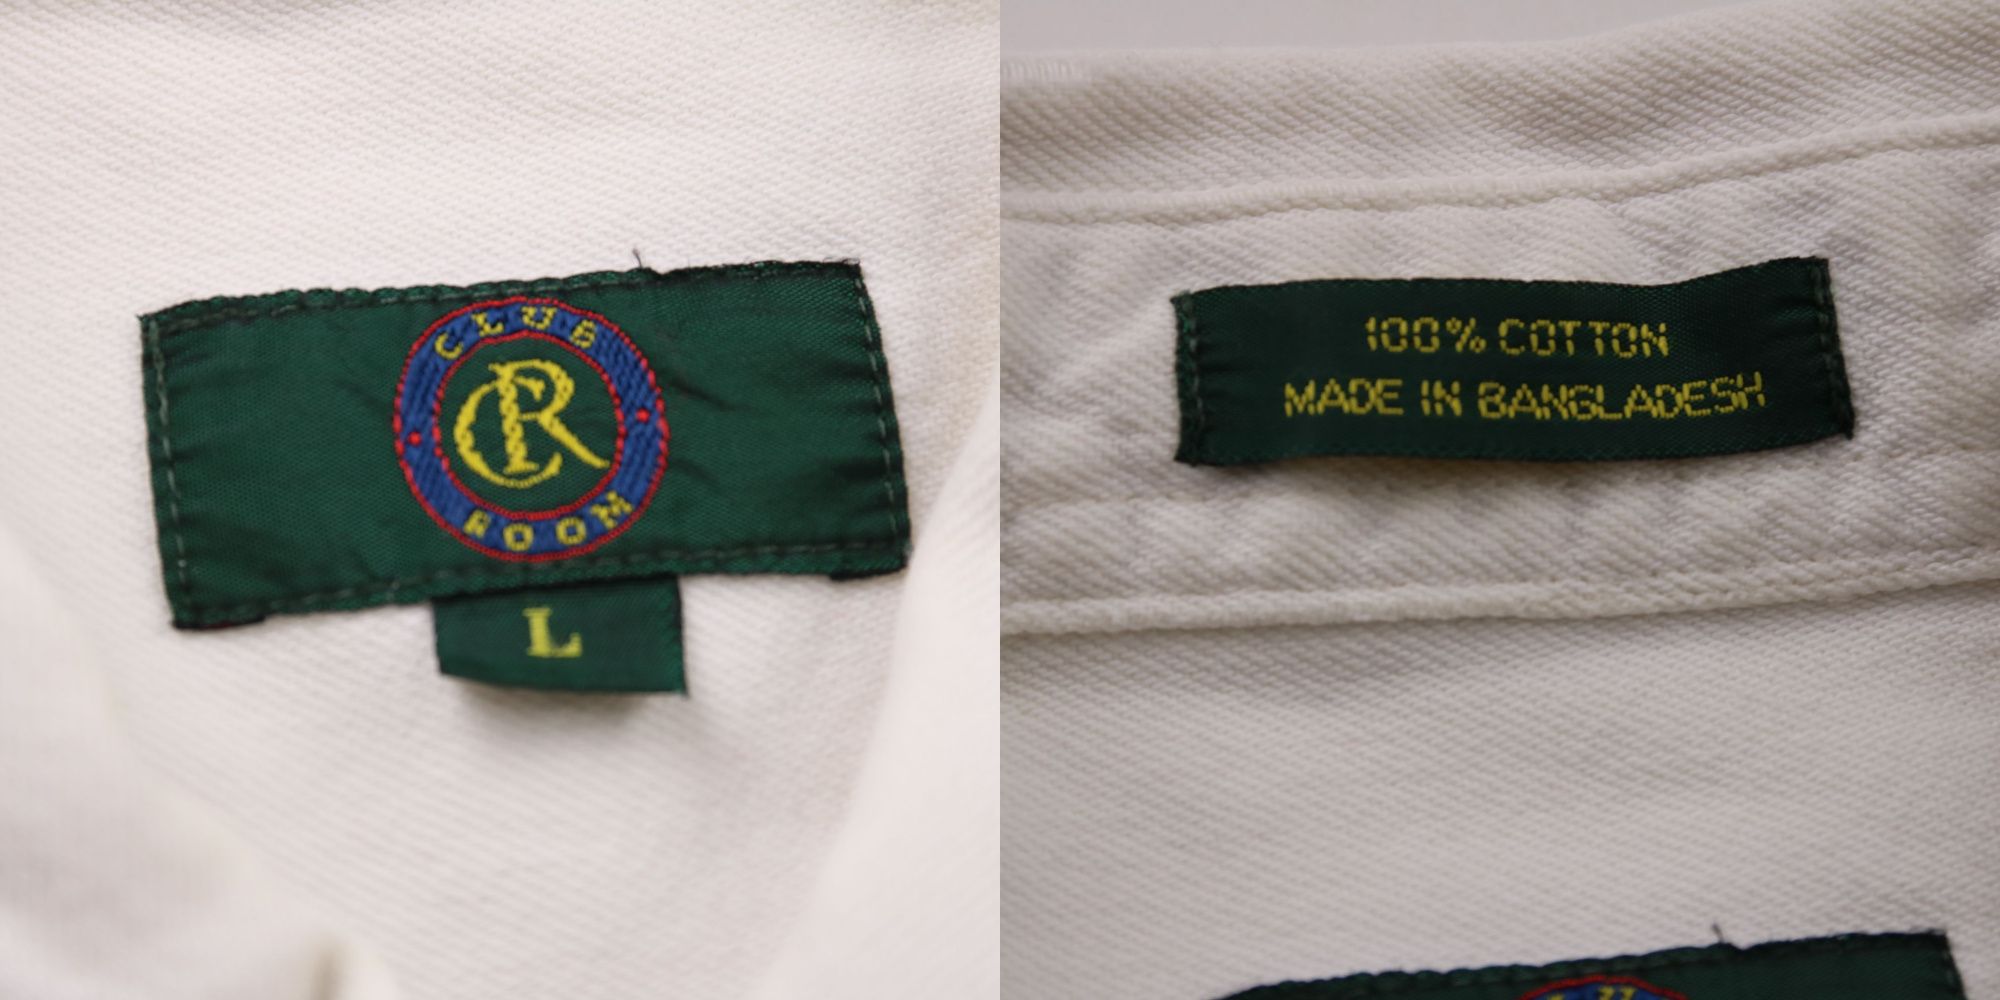 CLUB
CR
ROOM
L
100% COTTON
MADE IN BANGLADESH